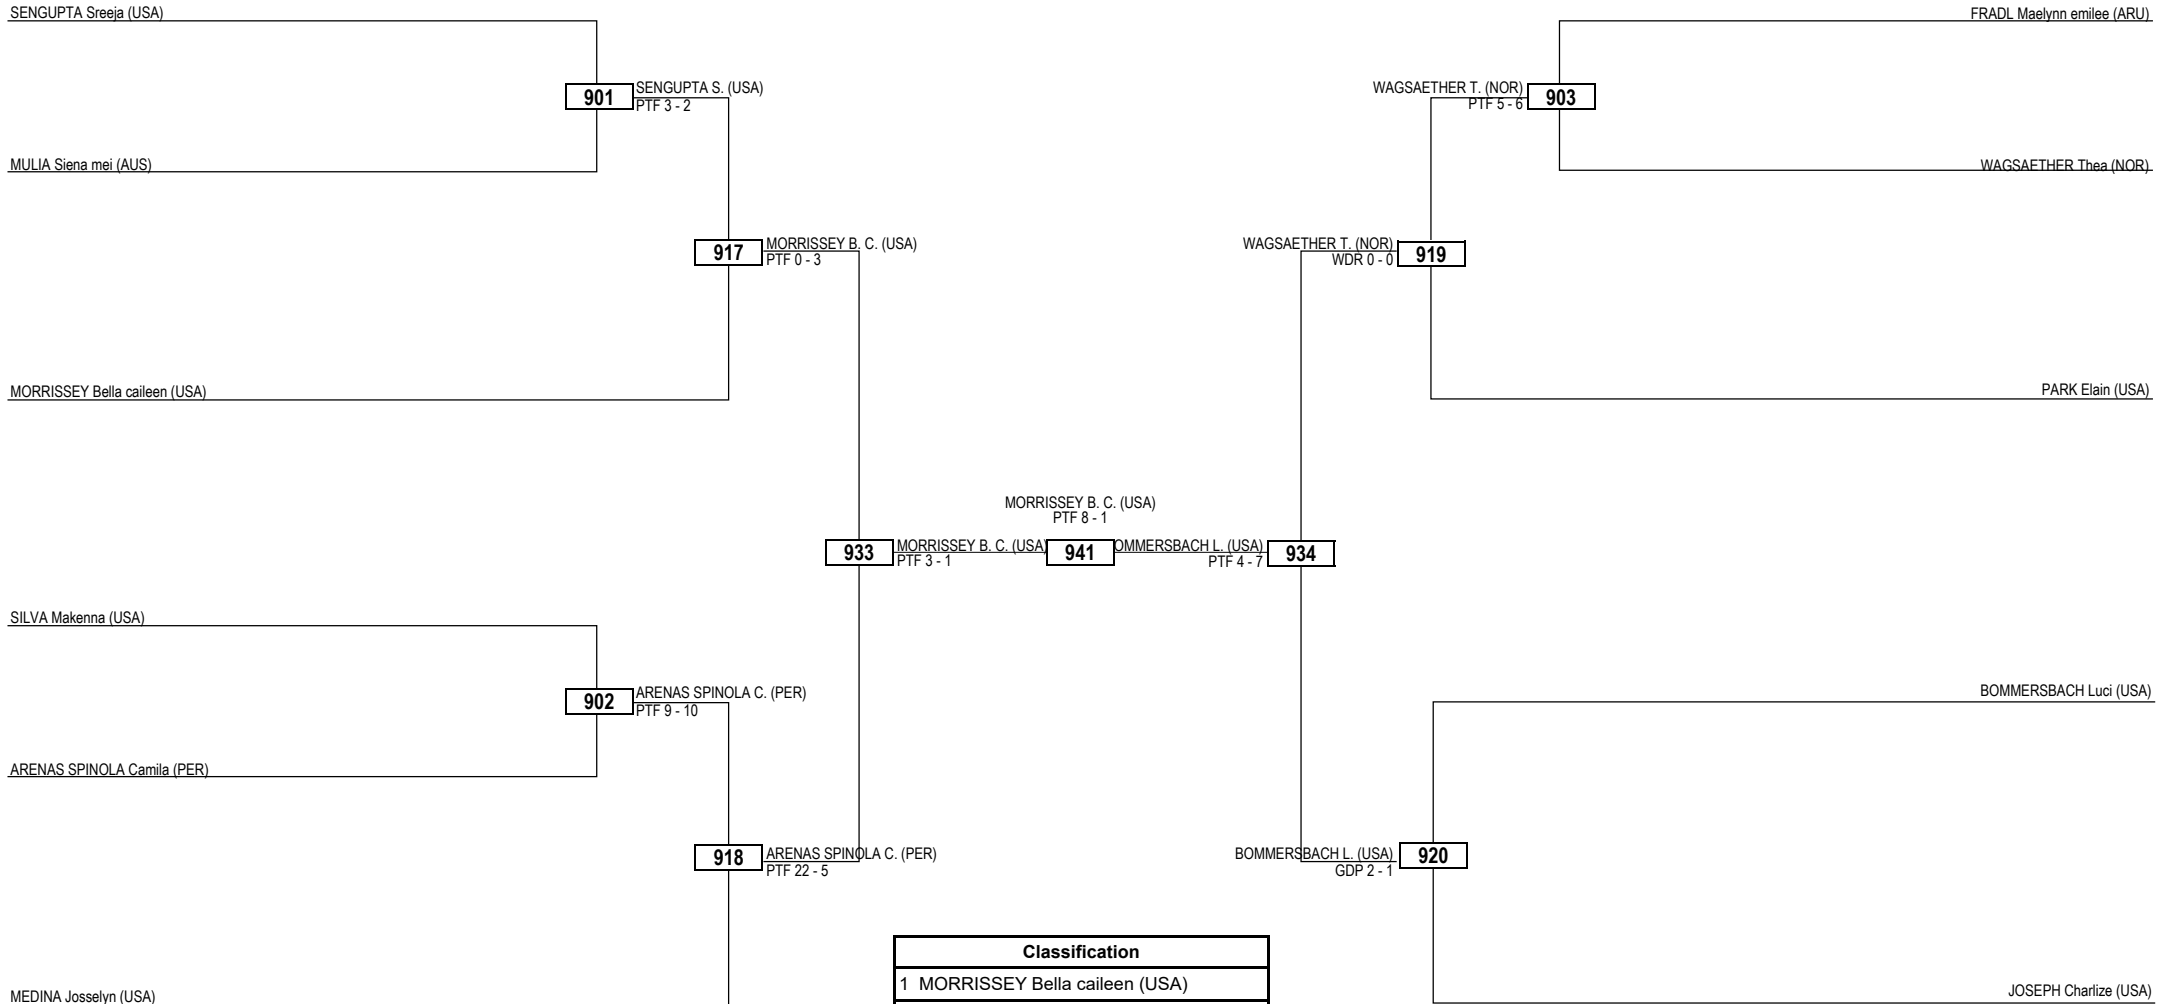 SENGUPTA Sreeja (USA)
FRADL Maelynn emilee (ARU)
901
SENGUPTA S. (USA)
PTF 3 - 2
WAGSAETHER T. (NOR)
PTF 5 - 6
903
MULIA Siena mei (AUS)
WAGSAETHER Thea (NOR)
917
MORRISSEY B. C. (USA)
PTF 0 - 3
WAGSAETHER T. (NOR)
WDR 0 - 0
919
MORRISSEY Bella caileen (USA)
PARK Elain (USA)
MORRISSEY B. C. (USA)
PTF 8 - 1
933
MORRISSEY B. C. (USA)
PTF 3 - 1
941
OMMERSBACH L. (USA)
PTF 4 - 7
934
SILVA Makenna (USA)
902
ARENAS SPINOLA C. (PER)
PTF 9 - 10
BOMMERSBACH Luci (USA)
ARENAS SPINOLA Camila (PER)
918
ARENAS SPINOLA C. (PER)
PTF 22 - 5
BOMMERSBACH L. (USA)
GDP 2 - 1
920
Classification
1 MORRISSEY Bella caileen (USA)
MEDINA Josselyn (USA)
JOSEPH Charlize (USA)